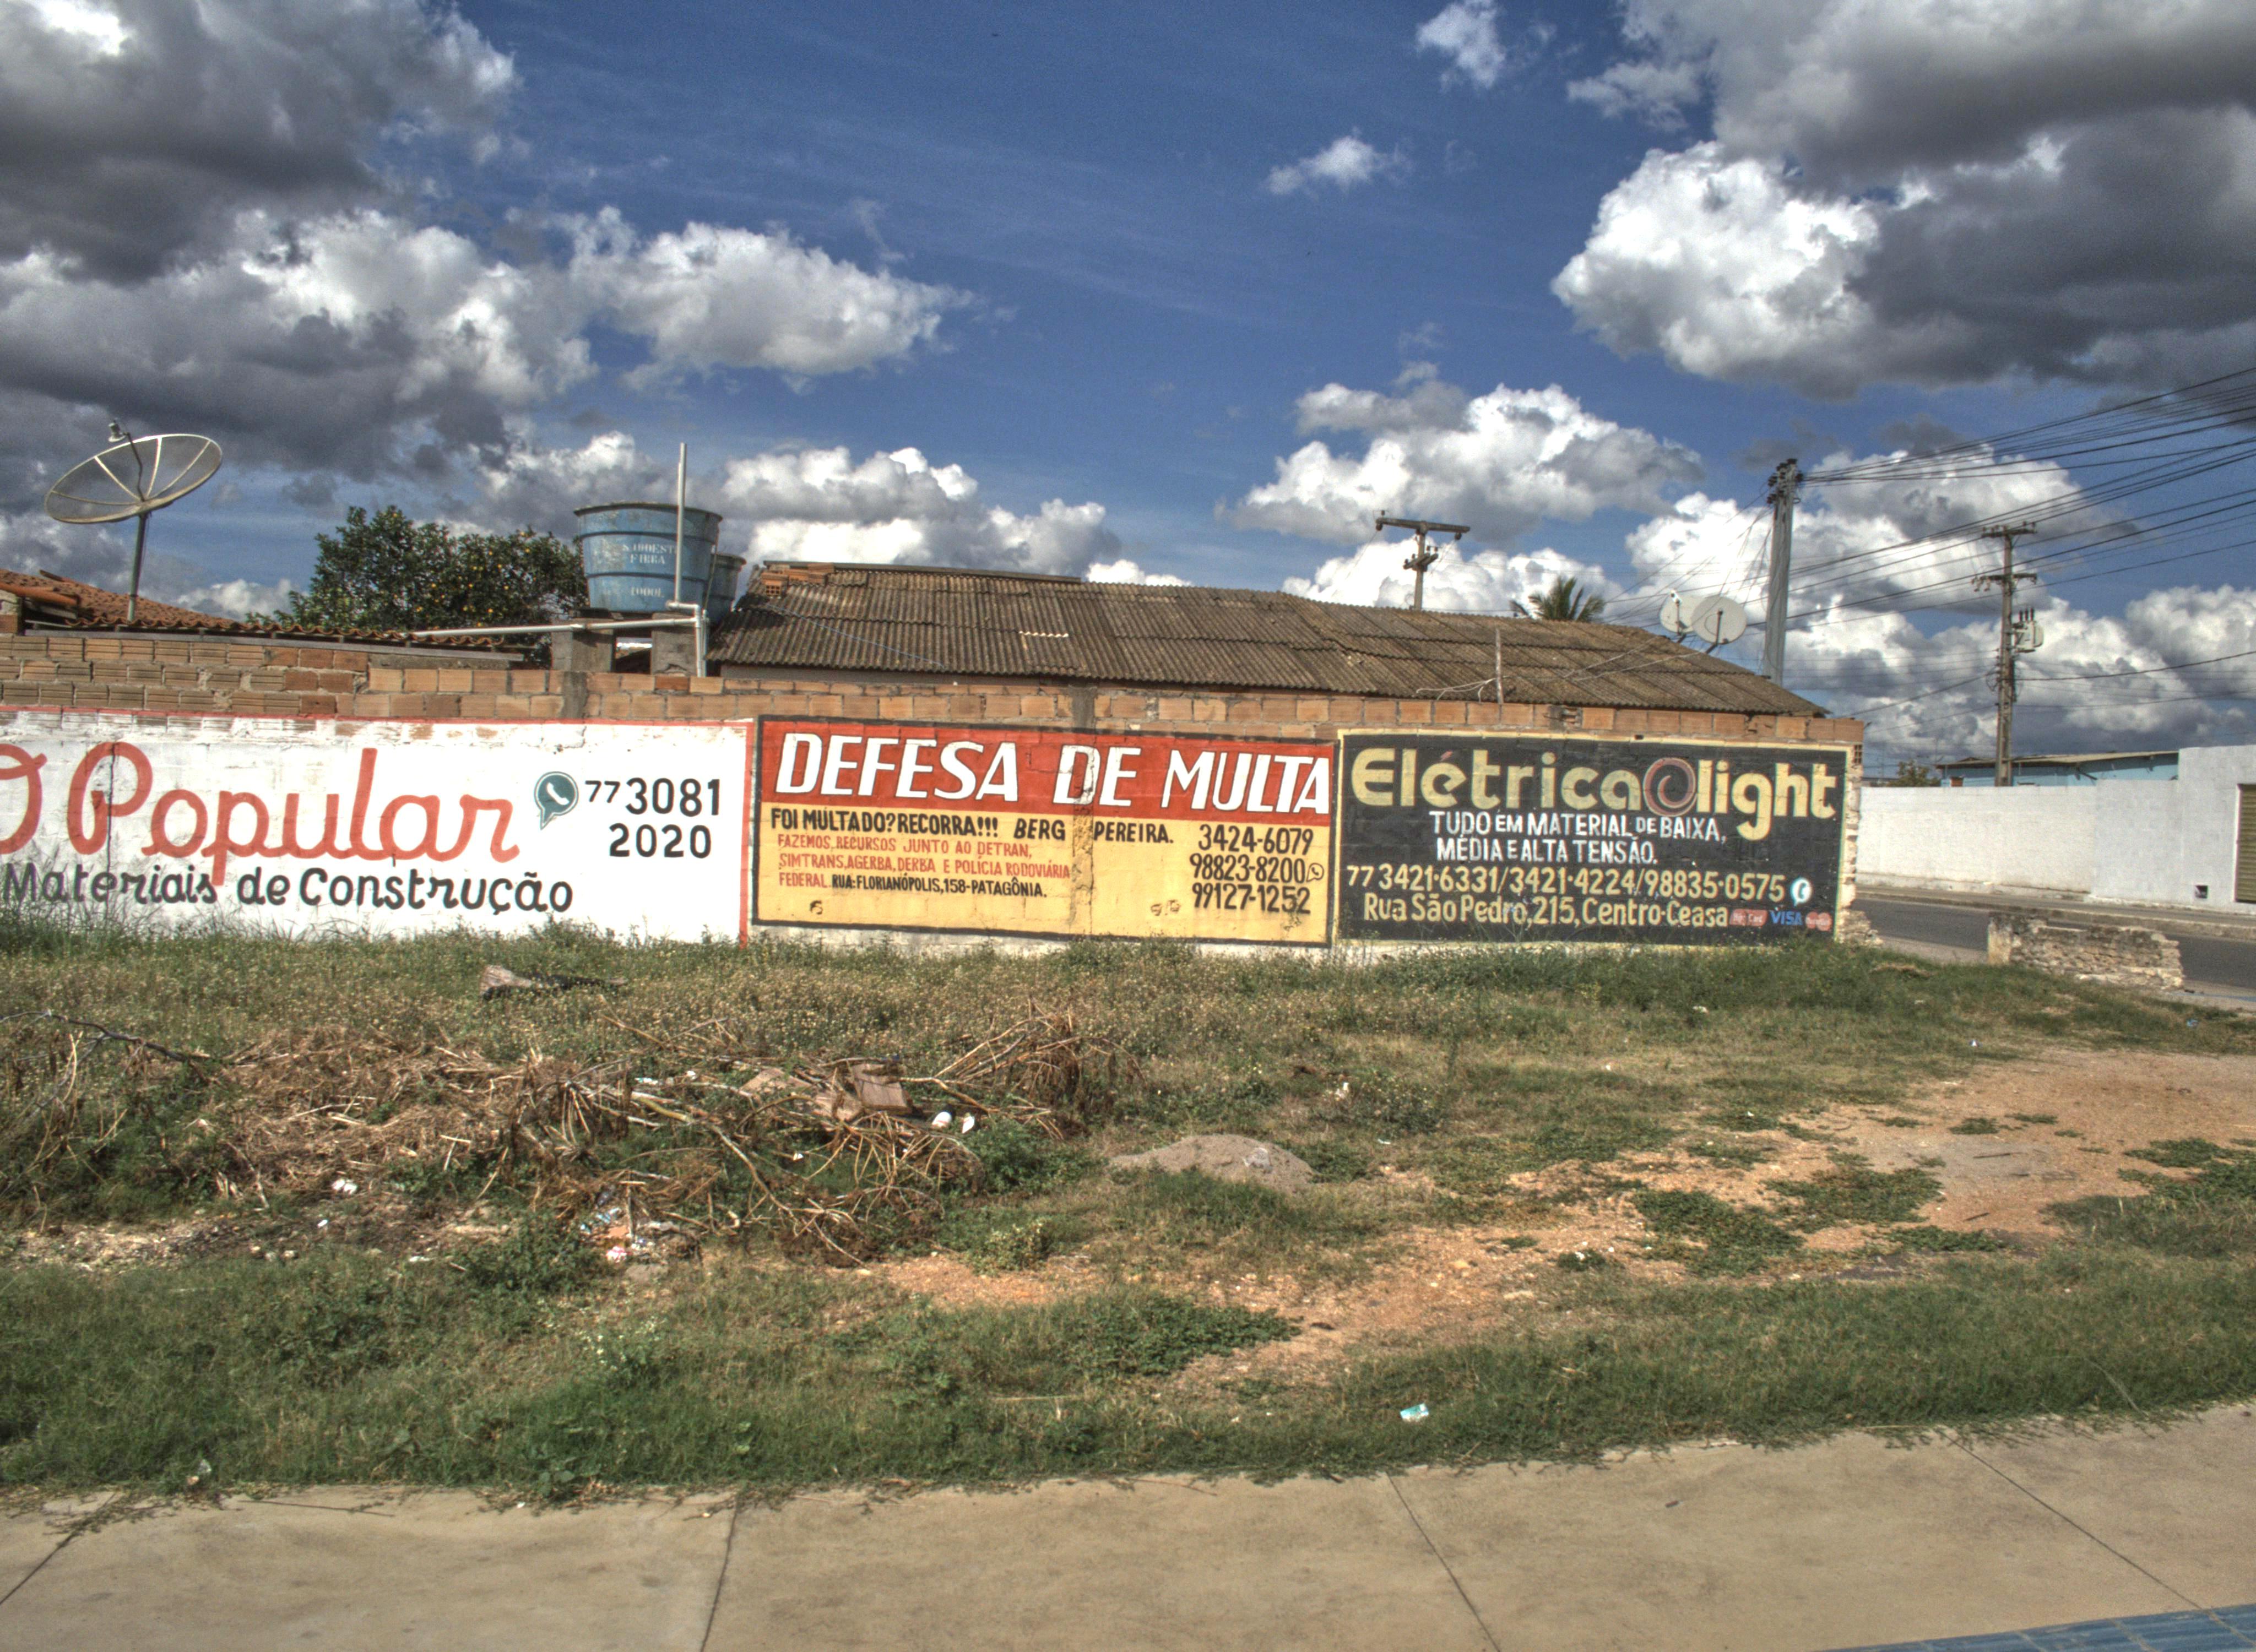 FIBRA
1000L
O Popular
Materiais de Construção
77 3081
2020
DEFESA DE MULTA
FOI MULTADO? RECORRA!!! BERG PEREIRA.
FAZEMOS, RECURSOS JUNTO AO DETRAN,
SIMTRANS, AGERBA, DERBA E POLÍCIA RODOVIÁRIA
FEDERAL. RUA: FLORIANÓPOLIS, 158-PATAGÔNIA.
3424-6079
98823-8200
99127-1252
Elétrica light
TUDO EM MATERIAL DE BAIXA,
MÉDIA E ALTA TENSÃO.
77 3421-6331/3421-4224/98835-0575
Rua São Pedro, 215, Centro-Ceasa VISA